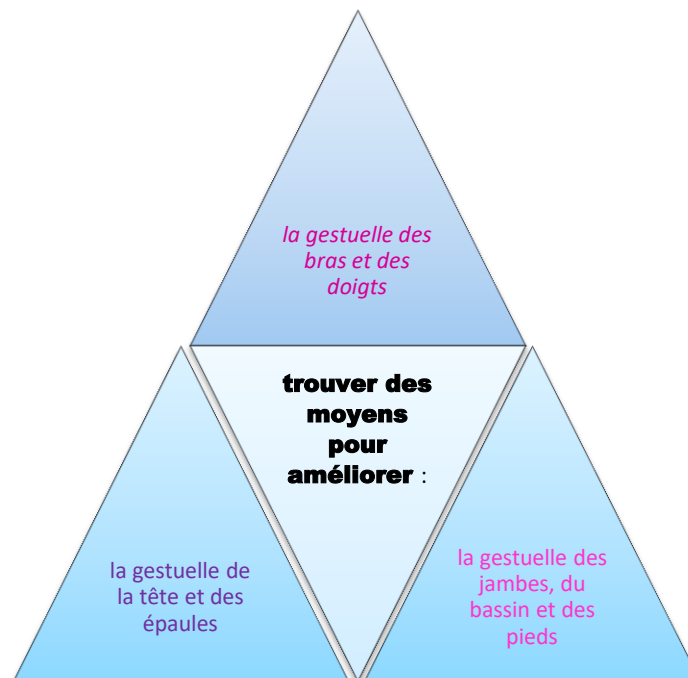 la gestuelle des
bras et des
doigts
trouver des
moyens
pour
améliorer :
la gestuelle de
la tête et des
épaules
la gestuelle des
jambes, du
bassin et des
pieds